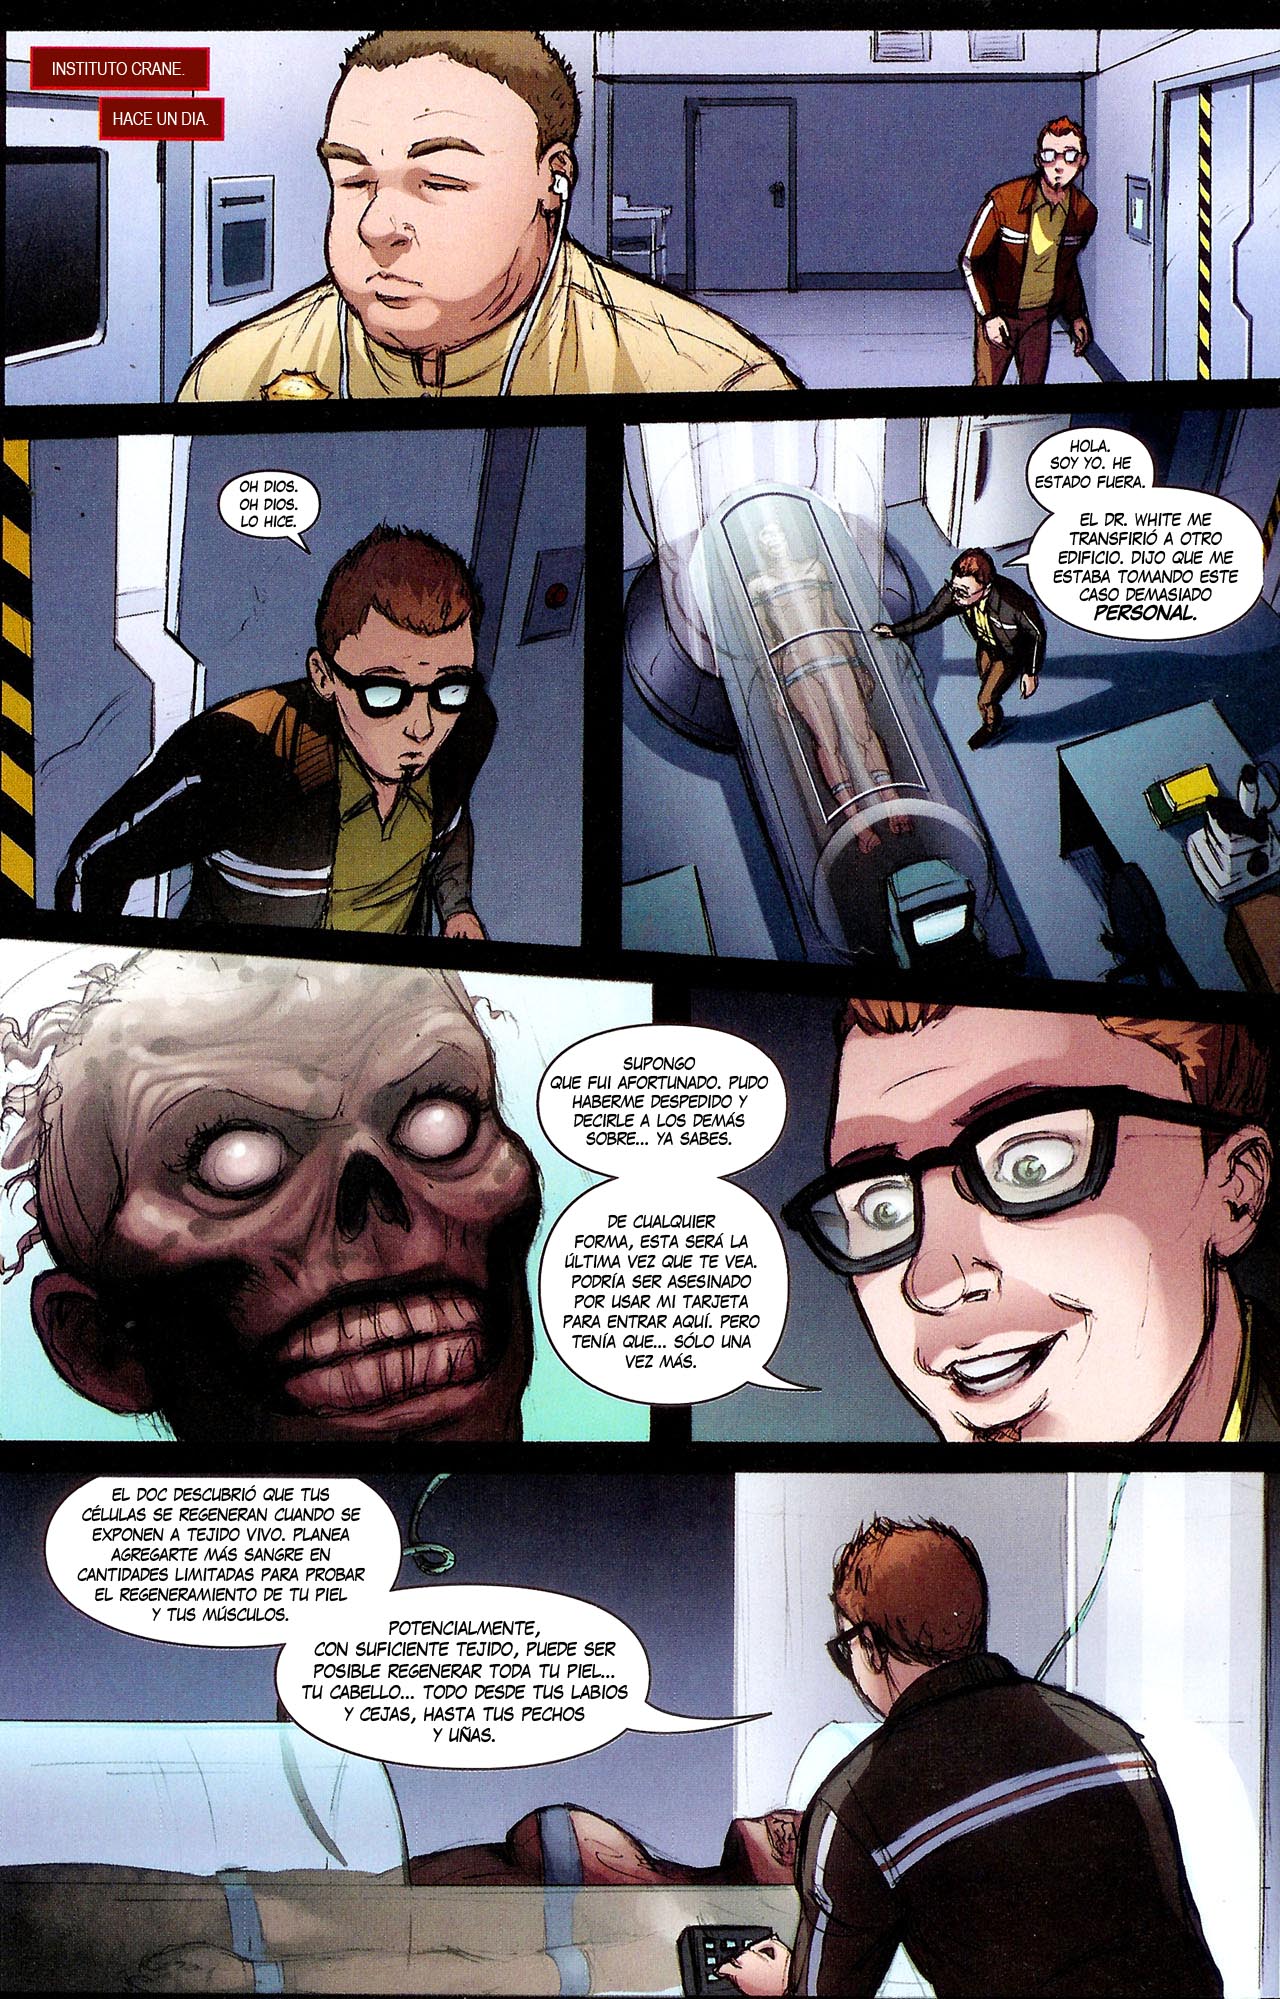 INSTITUTO CRANE.
HACE UN DIA.
OH DIOS.
OH DIOS.
LO HICE.
HOLA.
SOY YO. HE
ESTADO FUERA.
EL DR. WHITE ME
TRANSFIRIÓ A OTRO
EDIFICIO. DIJO QUE ME
ESTABA TOMANDO ESTE
CASO DEMASIADO
PERSONAL.
SUPONGO
QUE FUI AFORTUNADO. PUDO
HABERME DESPEDIDO Y
DECIRLE A LOS DEMÁS
SOBRE... YA SABES.
DE CUALQUIER
FORMA, ESTA SERÁ LA
ÚLTIMA VEZ QUE TE VEA.
PODRÍA SER ASESINADO
POR USAR MI TARJETA
PARA ENTRAR AQUÍ. PERO
TENÍA QUE... SÓLO UNA
VEZ MÁS.
EL DOC DESCUBRIÓ QUE TUS
CÉLULAS SE REGENERAN CUANDO SE
EXPONEN A TEJIDO VIVO. PLANEA
AGREGARTE MÁS SANGRE EN
CANTIDADES LIMITADAS PARA PROBAR
EL REGENERAMIENTO DE TU PIEL
Y TUS MÚSCULOS.
POTENCIALMENTE,
CON SUFICIENTE TEJIDO, PUEDE SER
POSIBLE REGENERAR TODA TU PIEL...
TU CABELLO... TODO DESDE TUS LABIOS
Y CEJAS, HASTA TUS PECHOS
Y UÑAS.